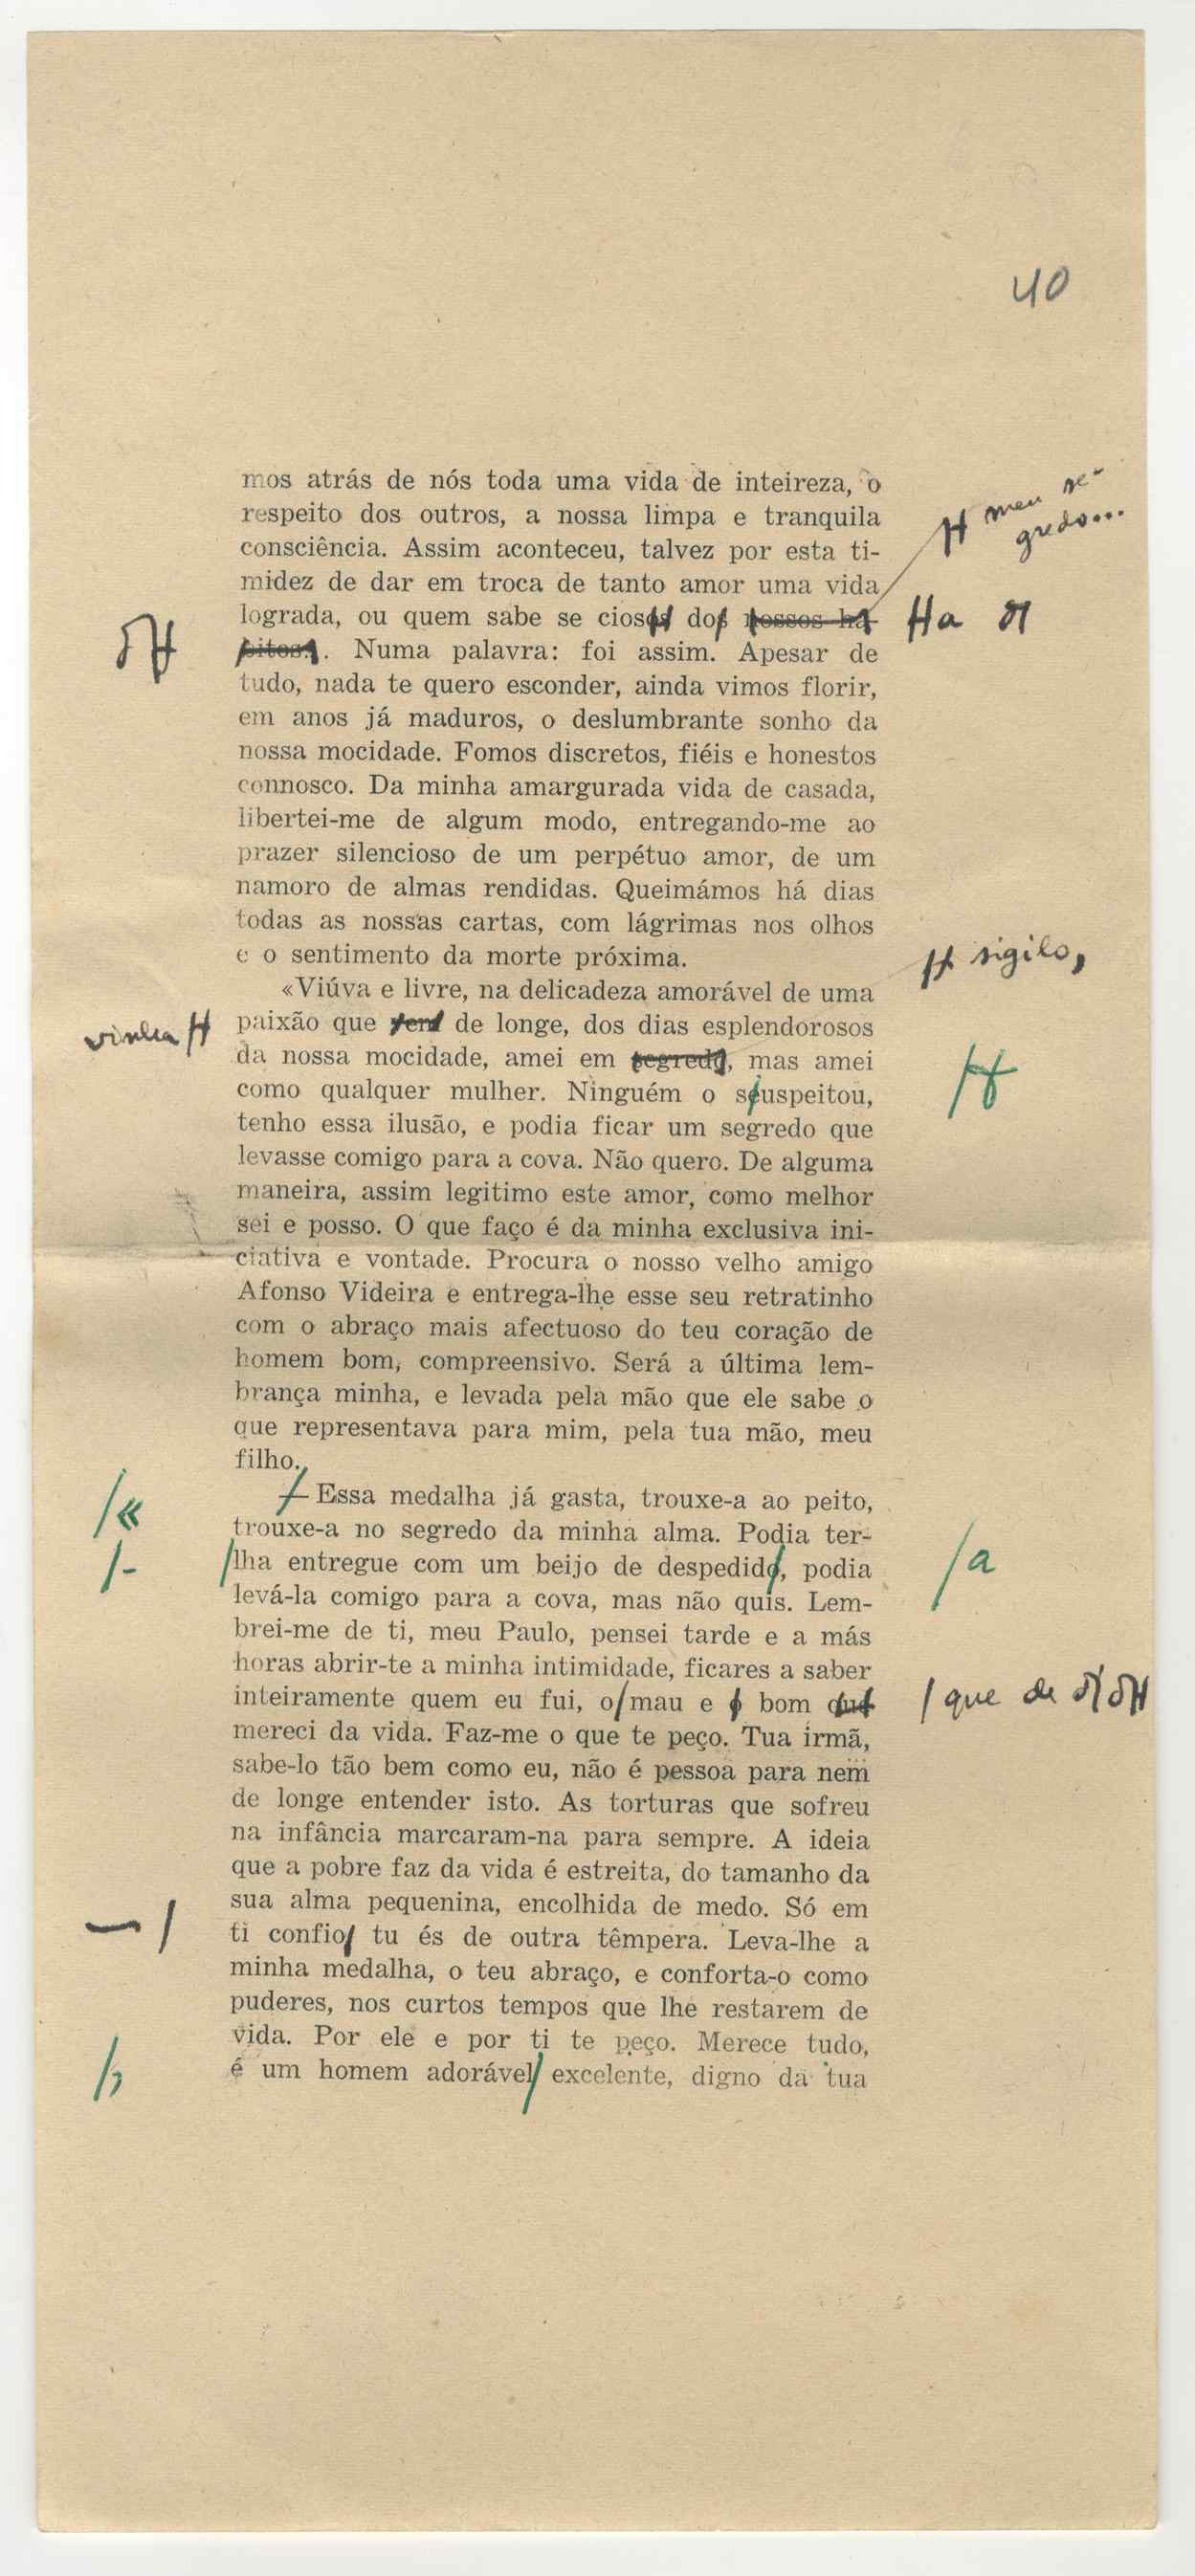 40
mos atrás de nós toda uma vida de inteireza, o
respeito dos outros, a nossa limpa e tranquila
consciência. Assim aconteceu, talvez por esta ti-
meu se-
gredo...
midez de dar em troca de tanto amor uma vida
lograda, ou quem sabe se ciosos dos nossos há
a
bitos... Numa palavra: foi assim. Apesar de
tudo, nada te quero esconder, ainda vimos florir,
em anos já maduros, o deslumbrante sonho da
nossa mocidade. Fomos discretos, fiéis e honestos
connosco. Da minha amargurada vida de casada,
libertei-me de algum modo, entregando-me ao
prazer silencioso de um perpétuo amor, de um
namoro de almas rendidas. Queimámos há dias
todas as nossas cartas, com lágrimas nos olhos
e o sentimento da morte próxima.
sigilo,
«Viúva e livre, na delicadeza amorável de uma
vinha
paixão que vem de longe, dos dias esplendorosos
da nossa mocidade, amei em segredo, mas amei
como qualquer mulher. Ninguém o seuspeitou,
tenho essa ilusão, e podia ficar um segredo que
levasse comigo para a cova. Não quero. De alguma
maneira, assim legitimo este amor, como melhor
sei e posso. O que faço é da minha exclusiva ini-
ciativa e vontade. Procura o nosso velho amigo
Afonso Videira e entrega-lhe esse seu retratinho
com o abraço mais afectuoso do teu coração de
homem bom, compreensivo. Será a última lem-
brança minha, e levada pela mão que ele sabe o
que representava para mim, pela tua mão, meu
filho.
/«
— Essa medalha já gasta, trouxe-a ao peito,
trouxe-a no segredo da minha alma. Podia ter-
/-
lha entregue com um beijo de despedido, podia
/a
levá-la comigo para a cova, mas não quis. Lem-
brei-me de ti, meu Paulo, pensei tarde e a más
horas abrir-te a minha intimidade, ficares a saber
inteiramente quem eu fui, o mau e o bom que
/ que de
mereci da vida. Faz-me o que te peço. Tua irmã,
sabe-lo tão bem como eu, não é pessoa para nem
de longe entender isto. As torturas que sofreu
na infância marcaram-na para sempre. A ideia
que a pobre faz da vida é estreita, do tamanho da
sua alma pequenina, encolhida de medo. Só em
— /
ti confio, tu és de outra têmpera. Leva-lhe a
minha medalha, o teu abraço, e conforta-o como
puderes, nos curtos tempos que lhe restarem de
vida. Por ele e por ti te peço. Merece tudo,
/,
é um homem adorável excelente, digno da tua